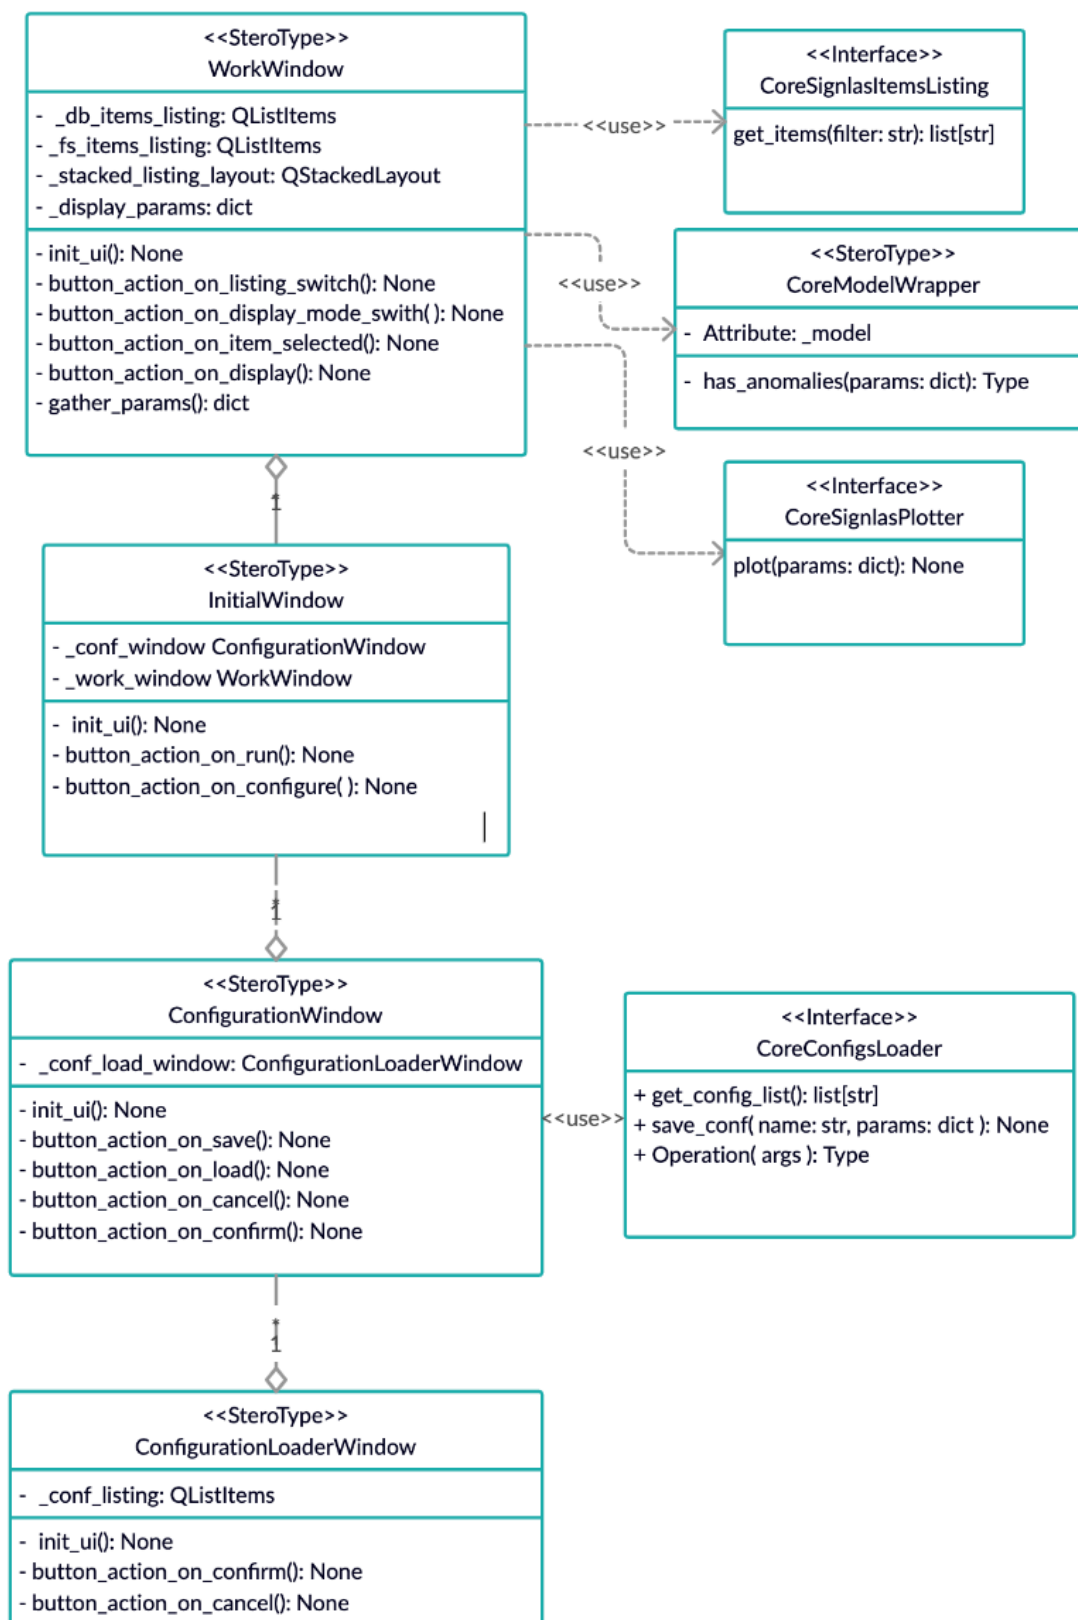 <<SteroType>>
WorkWindow
- _db_items_listing: QListItems
- _fs_items_listing: QListItems
- _stacked_listing_layout: QStackedLayout
- _display_params: dict
- init_ui(): None
- button_action_on_listing_switch(): None
- button_action_on_display_mode_swith( ): None
- button_action_on_item_selected(): None
- button_action_on_display(): None
- gather_params(): dict
<<use>>
<<Interface>>
CoreSignlasItemsListing
get_items(filter: str): list[str]
<<use>>
<<SteroType>>
CoreModelWrapper
- Attribute: _model
- has_anomalies(params: dict): Type
<<use>>
<<Interface>>
CoreSignlasPlotter
plot(params: dict): None
*
1
<<SteroType>>
InitialWindow
- _conf_window ConfigurationWindow
- _work_window WorkWindow
- init_ui(): None
- button_action_on_run(): None
- button_action_on_configure( ): None
*
1
<<SteroType>>
ConfigurationWindow
- _conf_load_window: ConfigurationLoaderWindow
- init_ui(): None
- button_action_on_save(): None
- button_action_on_load(): None
- button_action_on_cancel(): None
- button_action_on_confirm(): None
<<use>>
<<Interface>>
CoreConfigsLoader
+ get_config_list(): list[str]
+ save_conf( name: str, params: dict ): None
+ Operation( args ): Type
*
1
<<SteroType>>
ConfigurationLoaderWindow
- _conf_listing: QListItems
- init_ui(): None
- button_action_on_confirm(): None
- button_action_on_cancel(): None